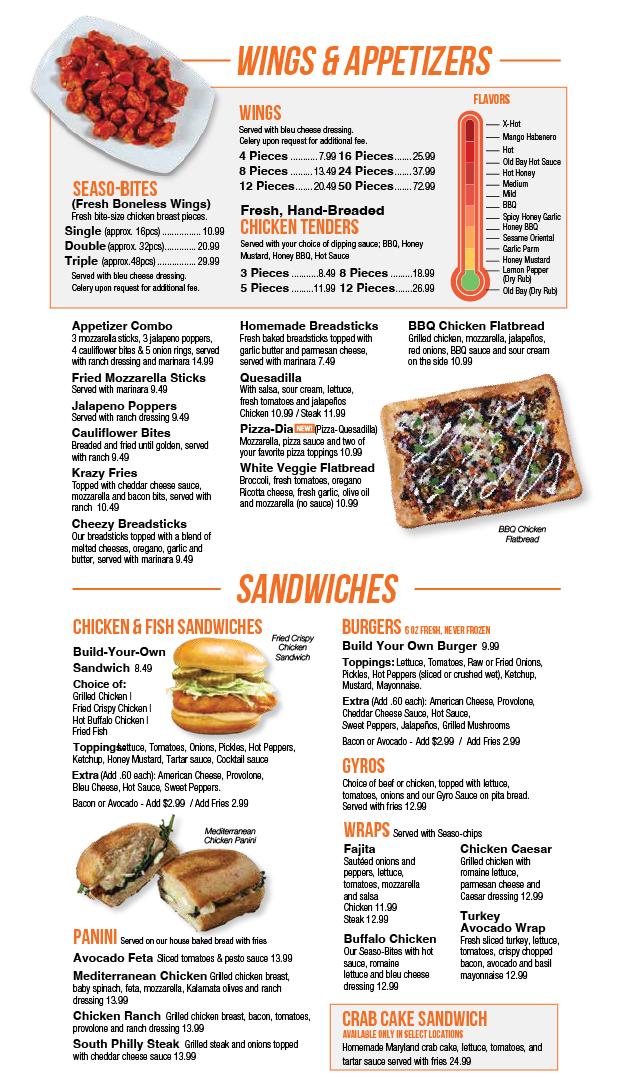 WINGS & APPETIZERS
SEASO-BITES
(Fresh Boneless Wings)
Fresh bite-size chicken breast pieces.
Single (approx. 16pcs) ................. 10.99
Double (approx. 32pcs)............... 20.99
Triple (approx.48pcs) ................. 29.99
Served with bleu cheese dressing.
Celery upon request for additional fee.
WINGS
Served with bleu cheese dressing.
Celery upon request for additional fee.
4 Pieces ...........7.99 16 Pieces.......25.99
8 Pieces .........13.49 24 Pieces.......37.99
12 Pieces.......20.49 50 Pieces.......72.99
Fresh, Hand-Breaded
CHICKEN TENDERS
Served with your choice of dipping sauce; BBQ, Honey
Mustard, Honey BBQ, Hot Sauce
3 Pieces ...........8.49 8 Pieces .........18.99
5 Pieces .........11.99 12 Pieces.......26.99
FLAVORS
X-Hot
Mango Habanero
Hot
Old Bay Hot Sauce
Hot Honey
Medium
Mild
BBQ
Spicy Honey Garlic
Honey BBQ
Sesame Oriental
Garlic Parm
Honey Mustard
Lemon Pepper
(Dry Rub)
Old Bay (Dry Rub)
Appetizer Combo
3 mozzarella sticks, 3 jalapeno poppers,
4 cauliflower bites & 5 onion rings, served
with ranch dressing and marinara 14.99
Fried Mozzarella Sticks
Served with marinara 9.49
Jalapeno Poppers
Served with ranch dressing 9.49
Cauliflower Bites
Breaded and fried until golden, served
with ranch 9.49
Krazy Fries
Topped with cheddar cheese sauce,
mozzarella and bacon bits, served with
ranch 10.49
Cheezy Breadsticks
Our breadsticks topped with a blend of
melted cheeses, oregano, garlic and
butter, served with marinara 9.49
Homemade Breadsticks
Fresh baked breadsticks topped with
garlic butter and parmesan cheese,
served with marinara 7.49
Quesadilla
With salsa, sour cream, lettuce,
fresh tomatoes and jalapeños
Chicken 10.99 / Steak 11.99
Pizza-Dia NEW! (Pizza-Quesadilla)
Mozzarella, pizza sauce and two of
your favorite pizza toppings 10.99
White Veggie Flatbread
Broccoli, fresh tomatoes, oregano
Ricotta cheese, fresh garlic, olive oil
and mozzarella (no sauce) 10.99
BBQ Chicken Flatbread
Grilled chicken, mozzarella, jalapeños,
red onions, BBQ sauce and sour cream
on the side 10.99
BBQ Chicken
Flatbread
SANDWICHES
CHICKEN & FISH SANDWICHES
Fried Crispy
Chicken
Sandwich
Build-Your-Own
Sandwich 8.49
Choice of:
Grilled Chicken |
Fried Crispy Chicken |
Hot Buffalo Chicken |
Fried Fish
Toppings: Lettuce, Tomatoes, Onions, Pickles, Hot Peppers,
Ketchup, Honey Mustard, Tartar sauce, Cocktail sauce
Extra (Add .60 each): American Cheese, Provolone,
Bleu Cheese, Hot Sauce, Sweet Peppers.
Bacon or Avocado - Add $2.99 / Add Fries 2.99
Mediterranean
Chicken Panini
PANINI Served on our house baked bread with fries
Avocado Feta Sliced tomatoes & pesto sauce 13.99
Mediterranean Chicken Grilled chicken breast,
baby spinach, feta, mozzarella, Kalamata olives and ranch
dressing 13.99
Chicken Ranch Grilled chicken breast, bacon, tomatoes,
provolone and ranch dressing 13.99
South Philly Steak Grilled steak and onions topped
with cheddar cheese sauce 13.99
BURGERS 6 OZ FRESH, NEVER FROZEN
Build Your Own Burger 9.99
Toppings: Lettuce, Tomatoes, Raw or Fried Onions,
Pickles, Hot Peppers (sliced or crushed wet), Ketchup,
Mustard, Mayonnaise.
Extra (Add .60 each): American Cheese, Provolone,
Cheddar Cheese Sauce, Hot Sauce,
Sweet Peppers, Jalapeños, Grilled Mushrooms
Bacon or Avocado - Add $2.99 / Add Fries 2.99
GYROS
Choice of beef or chicken, topped with lettuce,
tomatoes, onions and our Gyro Sauce on pita bread.
Served with fries 12.99
WRAPS Served with Seaso-chips
Fajita
Sautéed onions and
peppers, lettuce,
tomatoes, mozzarella
and salsa
Chicken 11.99
Steak 12.99
Buffalo Chicken
Our Seaso-Bites with hot
sauce, romaine
lettuce and bleu cheese
dressing 12.99
Chicken Caesar
Grilled chicken with
romaine lettuce,
parmesan cheese and
Caesar dressing 12.99
Turkey
Avocado Wrap
Fresh sliced turkey, lettuce,
tomatoes, crispy chopped
bacon, avocado and basil
mayonnaise 12.99
CRAB CAKE SANDWICH
AVAILABLE ONLY IN SELECT LOCATIONS
Homemade Maryland crab cake, lettuce, tomatoes, and
tartar sauce served with fries 24.99